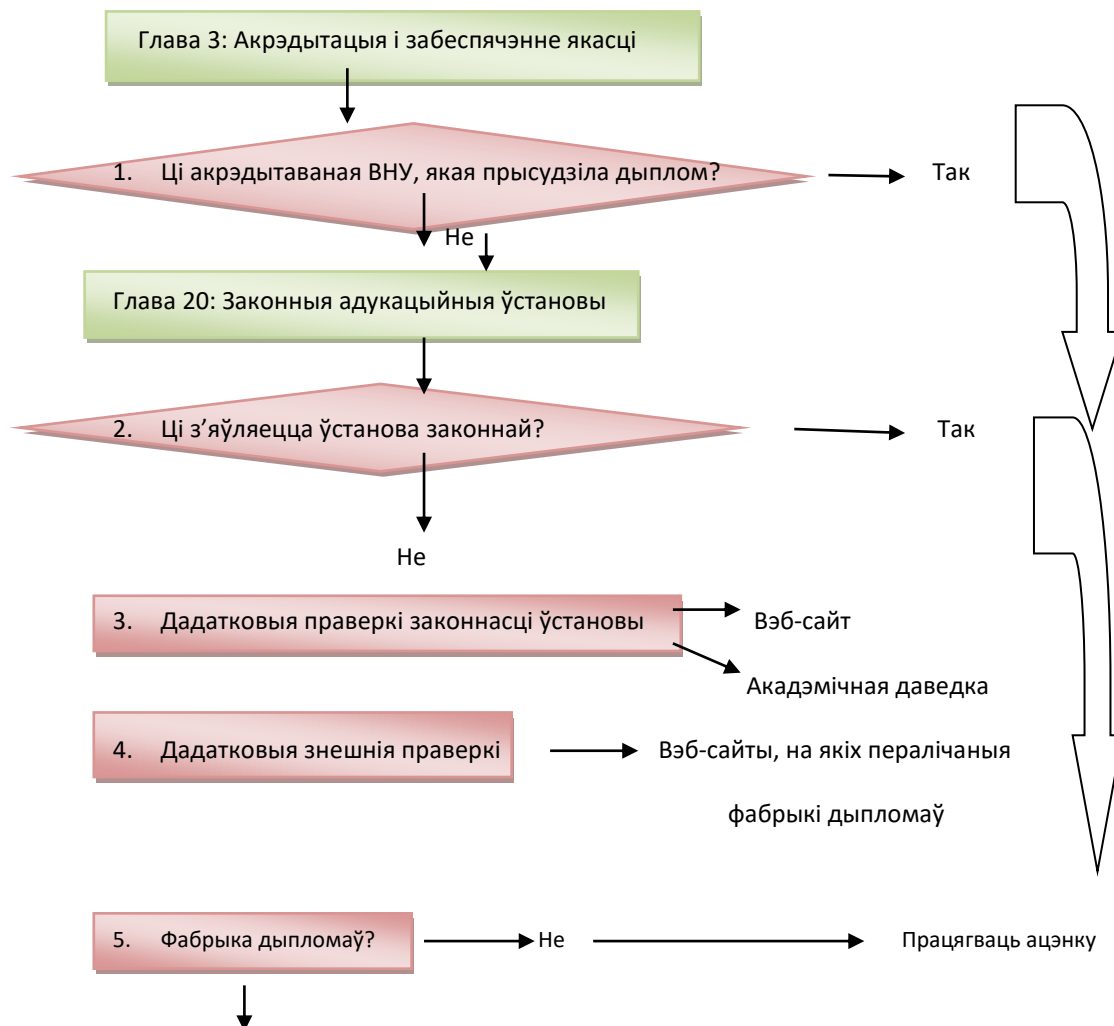 Глава 3: Акрэдытацыя і забеспячэнне якасці
1. Ці акрэдытаваная ВНУ, якая прысудзіла дыплом?
Так
Не
Глава 20: Законныя адукацыйныя ўстановы
2. Ці з’яўляецца ўстанова законнай?
Так
Не
3. Дадатковыя праверкі законнасці ўстановы
Вэб-сайт
Акадэмічная даведка
4. Дадатковыя знешнія праверкі
Вэб-сайты, на якіх пералічаныя
фабрыкі дыпломаў
5. Фабрыка дыпломаў?
Не
Працягваць ацэнку